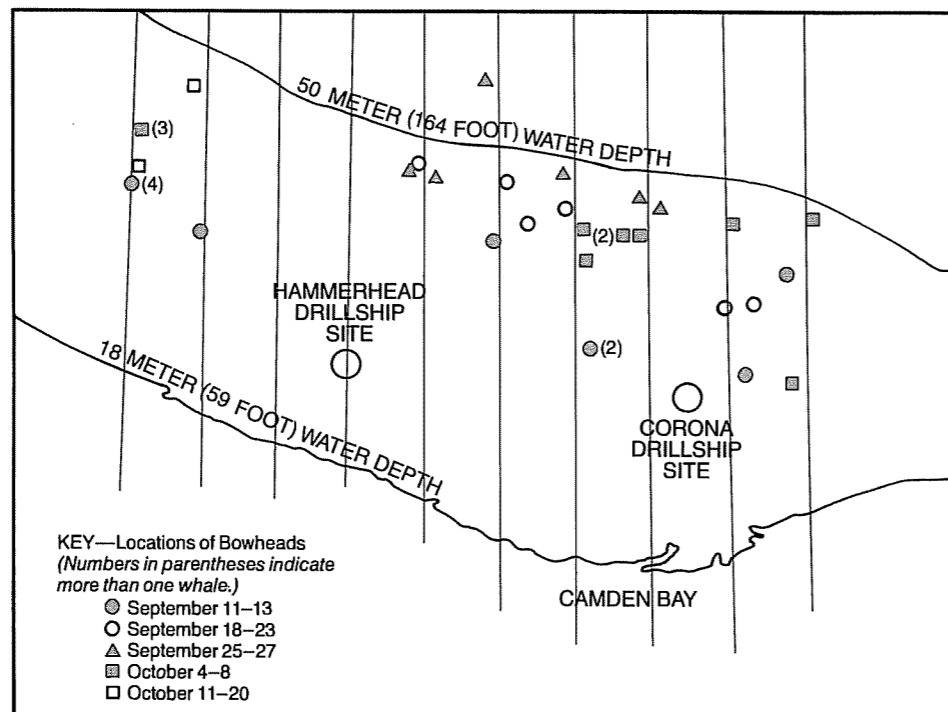 50 METER (164 FOOT) WATER DEPTH
(3)
(4)
(2)
HAMMERHEAD
DRILLSHIP
SITE
(2)
18 METER (59 FOOT) WATER DEPTH
CORONA
DRILLSHIP
SITE
KEY—Locations of Bowheads
(Numbers in parentheses indicate
more than one whale.)
September 11–13
September 18–23
September 25–27
October 4–8
October 11–20
CAMDEN BAY